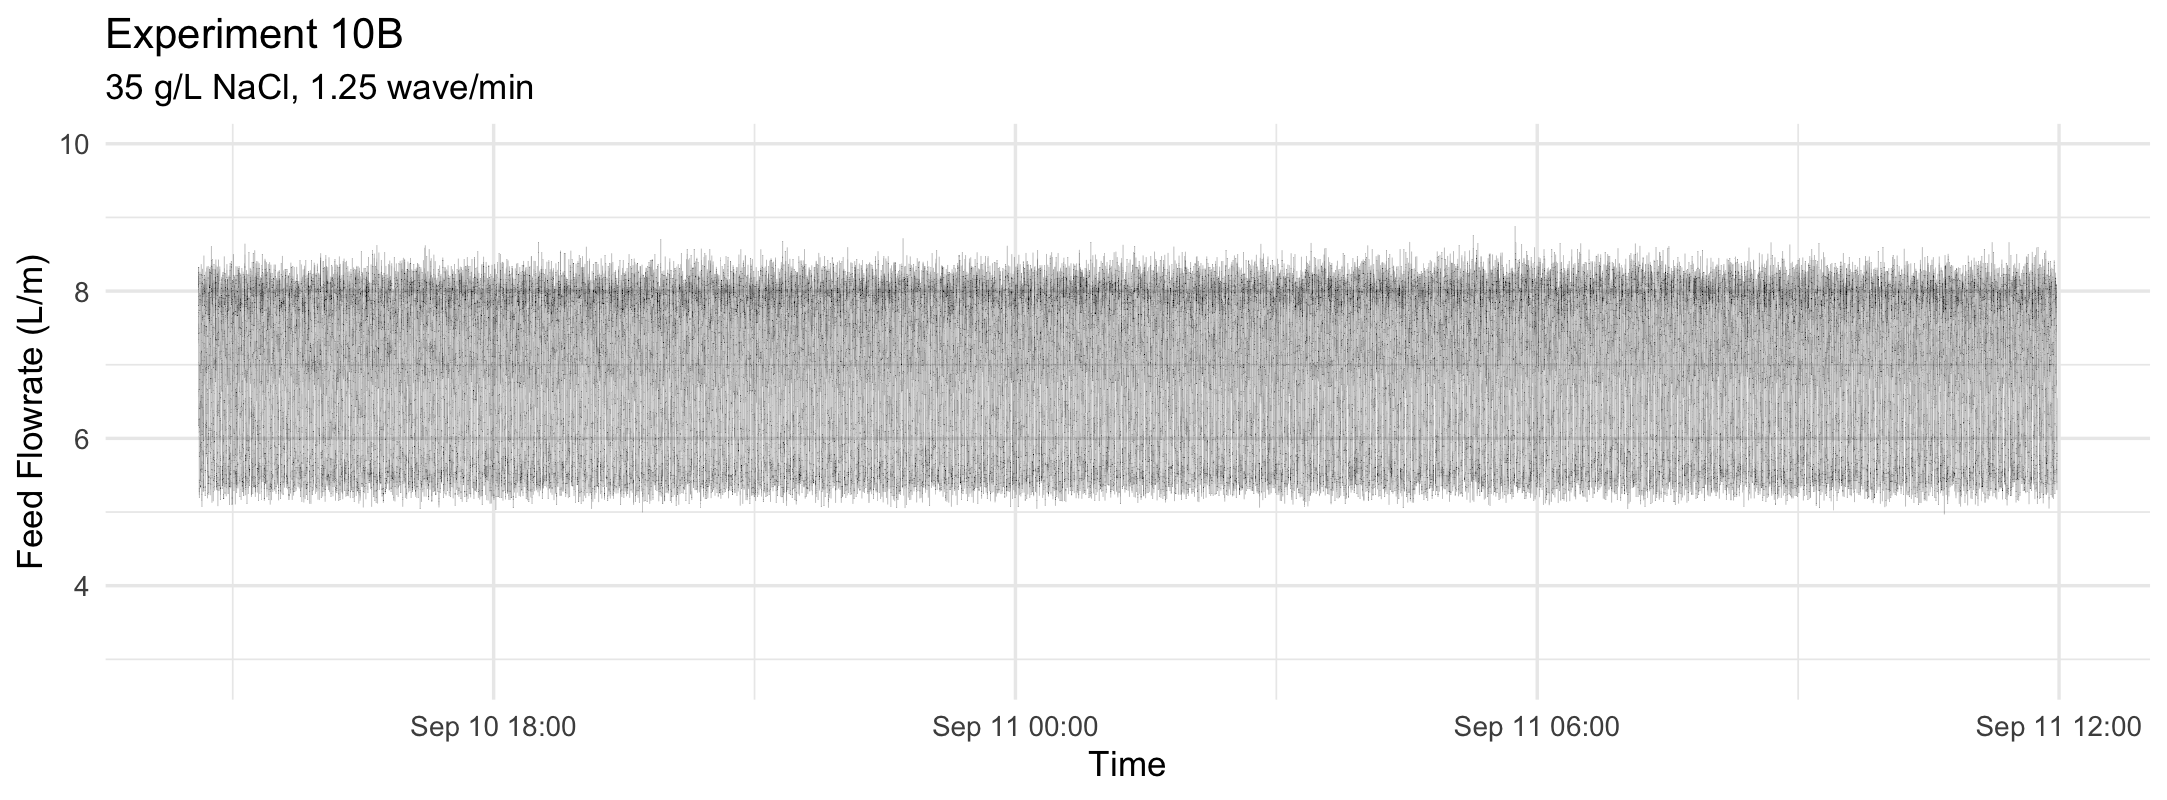 Experiment 10B
35 g/L NaCl, 1.25 wave/min
10
8
6
4
Feed Flowrate (L/m)
Sep 10 18:00 Sep 11 00:00 Sep 11 06:00 Sep 11 12:00
Time